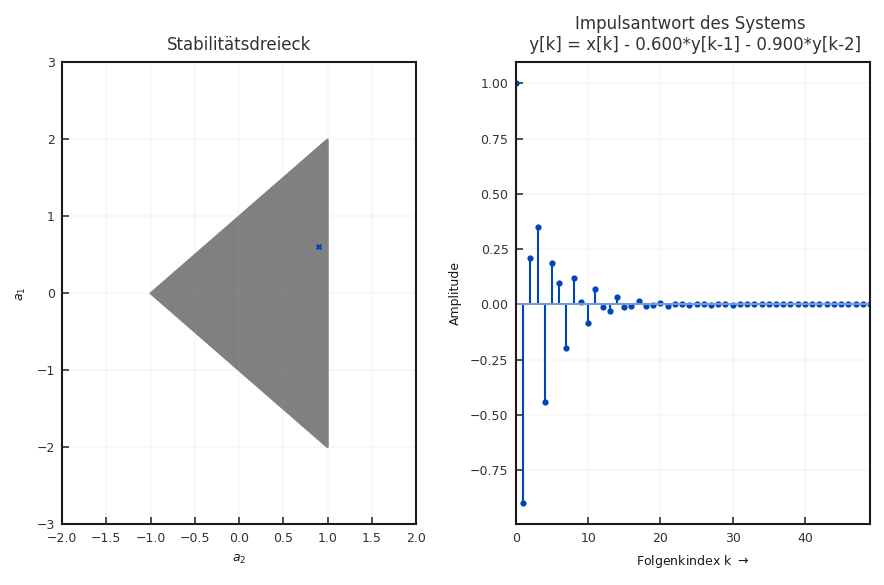 Stabilitätsdreieck
3
2
1
0
−1
−2
−3
a₁
−2.0 −1.5 −1.0 −0.5 0.0 0.5 1.0 1.5 2.0
a₂
Impulsantwort des Systems
y[k] = x[k] - 0.600*y[k-1] - 0.900*y[k-2]
1.00
0.75
0.50
0.25
0.00
−0.25
−0.50
−0.75
Amplitude
0 10 20 30 40
Folgenkindex k →